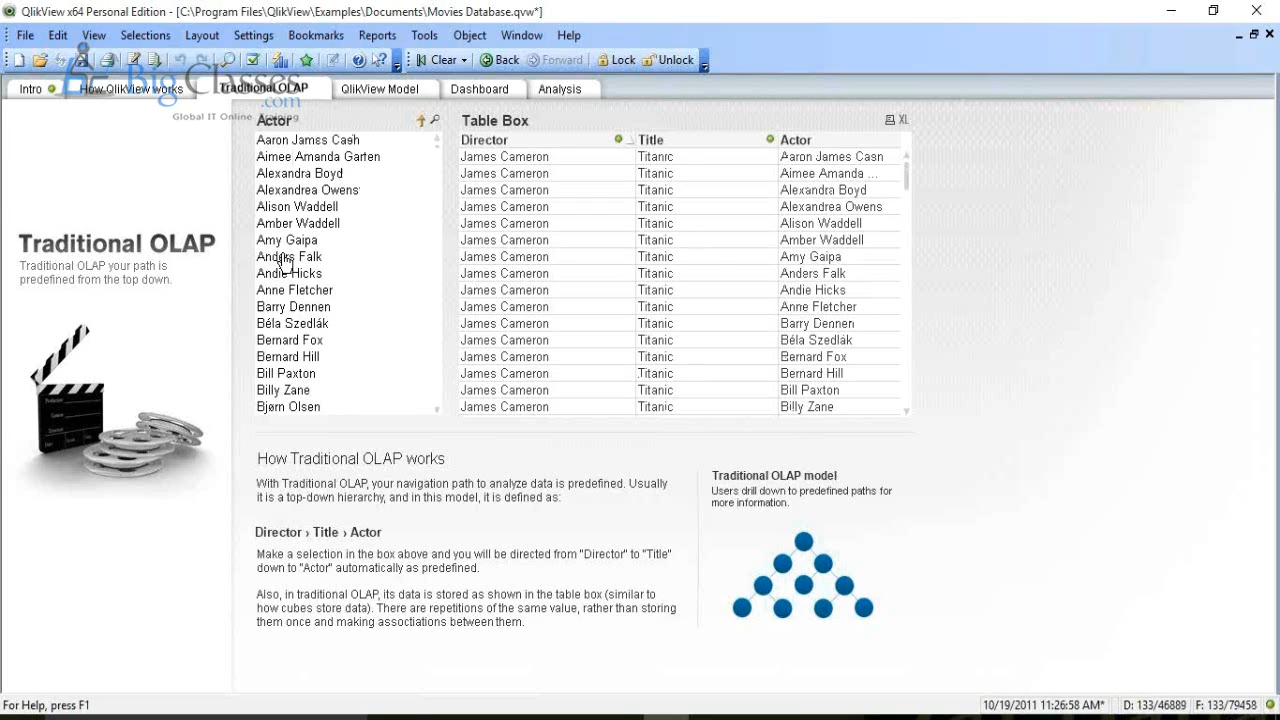 QlikView x64 Personal Edition - [C:\Program Files\QlikView\Examples\Documents\Movies Database.qvw*]
File Edit View Selections Layout Settings Bookmarks Reports Tools Object Window Help
Clear Back Forward Lock Unlock
Big Classes
.com
Global IT Online Training
Intro How QlikView works Traditional OLAP QlikView Model Dashboard Analysis
Traditional OLAP
Traditional OLAP your path is
predefined from the top down.
Actor
Aaron James Cash
Aimee Amanda Garten
Alexandra Boyd
Alexandrea Owens
Alison Waddell
Amber Waddell
Amy Gaipa
Anders Falk
Andie Hicks
Anne Fletcher
Barry Dennen
Béla Szedlák
Bernard Fox
Bernard Hill
Bill Paxton
Billy Zane
Bjørn Olsen
Table Box XL
Director Title Actor
James Cameron Titanic Aaron James Cash
James Cameron Titanic Aimee Amanda ...
James Cameron Titanic Alexandra Boyd
James Cameron Titanic Alexandrea Owens
James Cameron Titanic Alison Waddell
James Cameron Titanic Amber Waddell
James Cameron Titanic Amy Gaipa
James Cameron Titanic Anders Falk
James Cameron Titanic Andie Hicks
James Cameron Titanic Anne Fletcher
James Cameron Titanic Barry Dennen
James Cameron Titanic Béla Szedlák
James Cameron Titanic Bernard Fox
James Cameron Titanic Bernard Hill
James Cameron Titanic Bill Paxton
James Cameron Titanic Billy Zane
How Traditional OLAP works
With Traditional OLAP, your navigation path to analyze data is predefined. Usually
it is a top-down hierarchy, and in this model, it is defined as:
Director › Title › Actor
Make a selection in the box above and you will be directed from "Director" to "Title"
down to "Actor" automatically as predefined.
Also, in traditional OLAP, its data is stored as shown in the table box (similar to
how cubes store data). There are repetitions of the same value, rather than storing
them once and making assoctiations between them.
Traditional OLAP model
Users drill down to predefined paths for
more information.
For Help, press F1 10/19/2011 11:26:58 AM* D: 133/46889 F: 133/79458